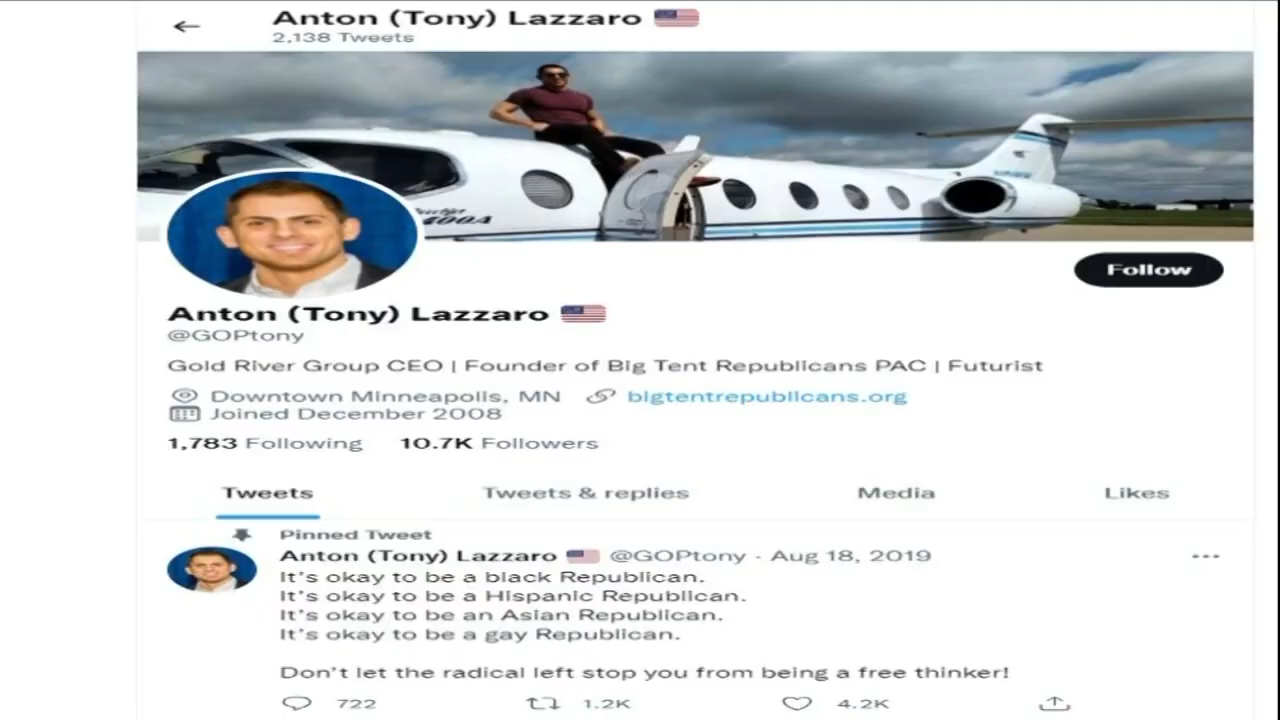 Anton (Tony) Lazzaro 🇺🇸
2,138 Tweets
400A
Follow
Anton (Tony) Lazzaro 🇺🇸
@GOPtony
Gold River Group CEO | Founder of Big Tent Republicans PAC | Futurist
Downtown Minneapolis, MN bigtentrepublicans.org
Joined December 2008
1,783 Following 10.7K Followers
Tweets Tweets & replies Media Likes
Pinned Tweet
Anton (Tony) Lazzaro 🇺🇸 @GOPtony · Aug 18, 2019
It's okay to be a black Republican.
It's okay to be a Hispanic Republican.
It's okay to be an Asian Republican.
It's okay to be a gay Republican.
Don't let the radical left stop you from being a free thinker!
722 1.2K 4.2K